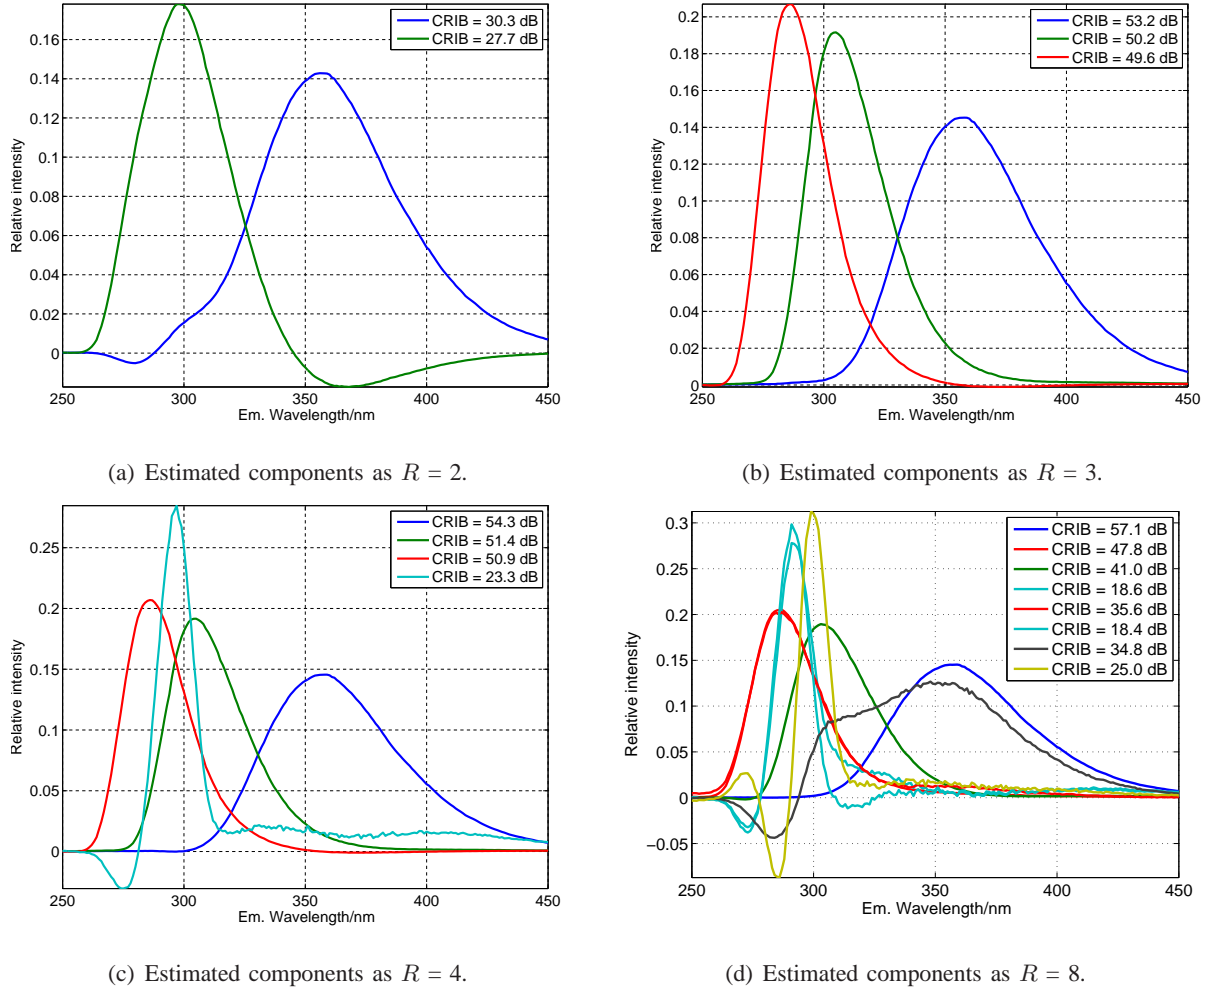 CRIB = 30.3 dB
CRIB = 27.7 dB
Relative intensity
0.16
0.14
0.12
0.1
0.08
0.06
0.04
0.02
0
250 300 350 400 450
Em. Wavelength/nm
(a) Estimated components as R = 2.
CRIB = 53.2 dB
CRIB = 50.2 dB
CRIB = 49.6 dB
Relative intensity
0.2
0.18
0.16
0.14
0.12
0.1
0.08
0.06
0.04
0.02
0
250 300 350 400 450
Em. Wavelength/nm
(b) Estimated components as R = 3.
CRIB = 54.3 dB
CRIB = 51.4 dB
CRIB = 50.9 dB
CRIB = 23.3 dB
Relative intensity
0.25
0.2
0.15
0.1
0.05
0
250 300 350 400 450
Em. Wavelength/nm
(c) Estimated components as R = 4.
CRIB = 57.1 dB
CRIB = 47.8 dB
CRIB = 41.0 dB
CRIB = 18.6 dB
CRIB = 35.6 dB
CRIB = 18.4 dB
CRIB = 34.8 dB
CRIB = 25.0 dB
Relative intensity
0.3
0.25
0.2
0.15
0.1
0.05
0
−0.05
250 300 350 400 450
Em. Wavelength/nm
(d) Estimated components as R = 8.